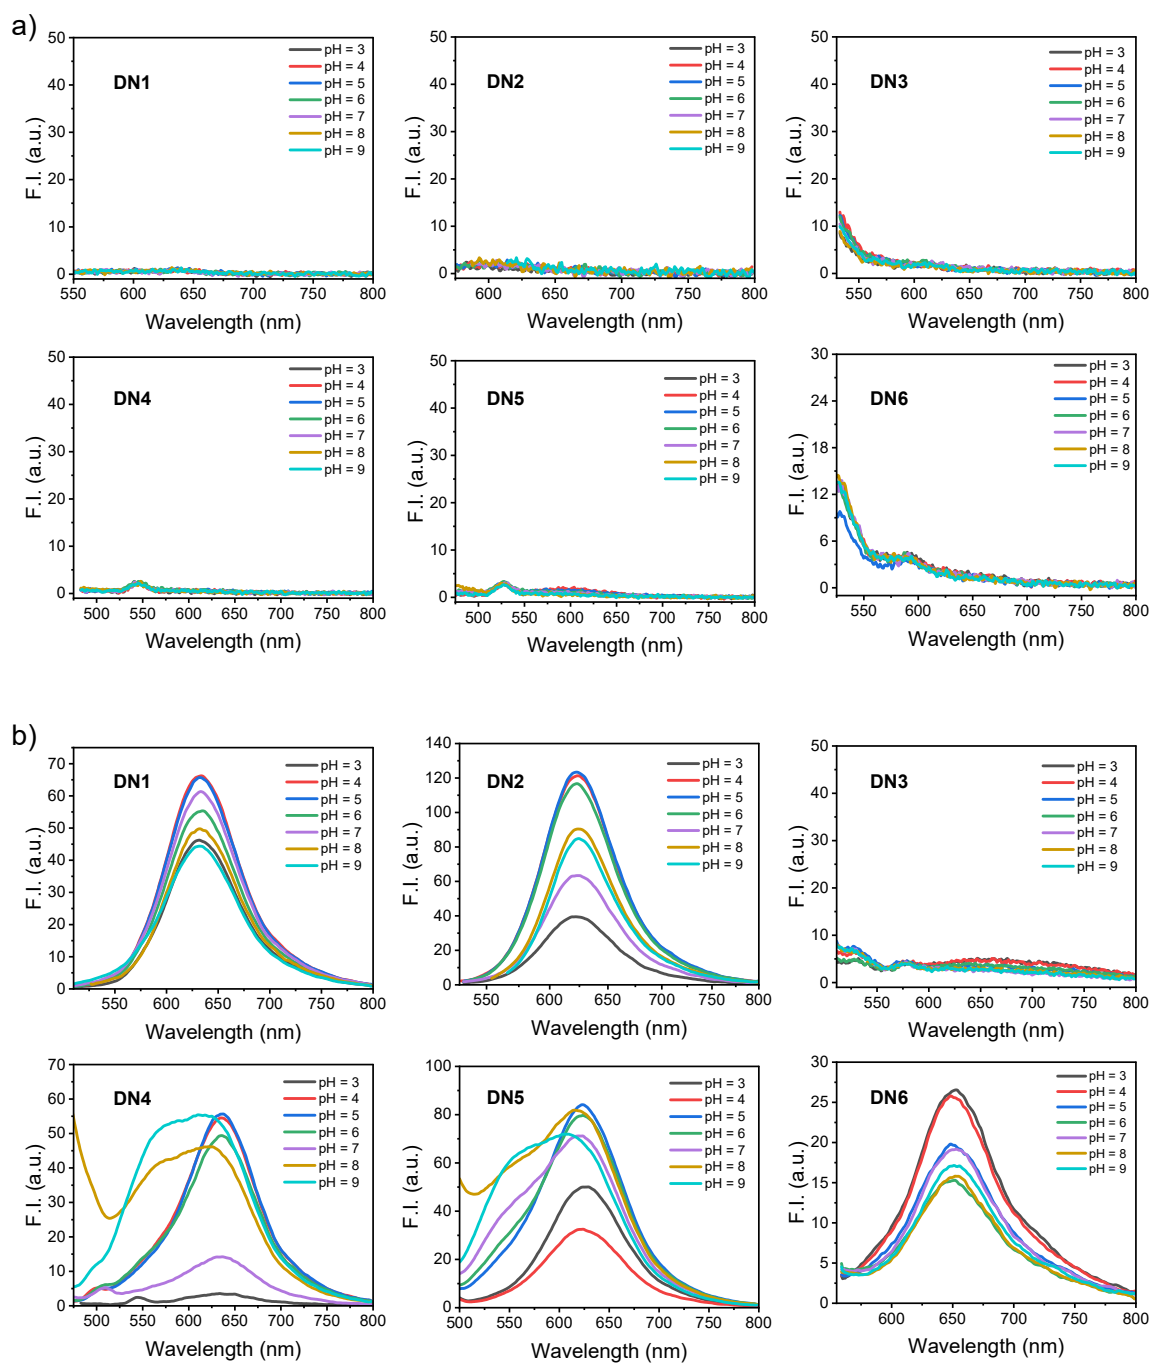 a)
DN1
pH = 3
pH = 4
pH = 5
pH = 6
pH = 7
pH = 8
pH = 9
F.I. (a.u.)
50
40
30
20
10
0
550 600 650 700 750 800
Wavelength (nm)
DN2
pH = 3
pH = 4
pH = 5
pH = 6
pH = 7
pH = 8
pH = 9
F.I. (a.u.)
50
40
30
20
10
0
600 650 700 750 800
Wavelength (nm)
DN3
pH = 3
pH = 4
pH = 5
pH = 6
pH = 7
pH = 8
pH = 9
F.I. (a.u.)
50
40
30
20
10
0
550 600 650 700 750 800
Wavelength (nm)
DN4
pH = 3
pH = 4
pH = 5
pH = 6
pH = 7
pH = 8
pH = 9
F.I. (a.u.)
50
40
30
20
10
0
500 550 600 650 700 750 800
Wavelength (nm)
DN5
pH = 3
pH = 4
pH = 5
pH = 6
pH = 7
pH = 8
pH = 9
F.I. (a.u.)
50
40
30
20
10
0
500 550 600 650 700 750 800
Wavelength (nm)
DN6
pH = 3
pH = 4
pH = 5
pH = 6
pH = 7
pH = 8
pH = 9
F.I. (a.u.)
30
24
18
12
6
0
550 600 650 700 750 800
Wavelength (nm)
b)
DN1
pH = 3
pH = 4
pH = 5
pH = 6
pH = 7
pH = 8
pH = 9
F.I. (a.u.)
70
60
50
40
30
20
10
0
550 600 650 700 750 800
Wavelength (nm)
DN2
pH = 3
pH = 4
pH = 5
pH = 6
pH = 7
pH = 8
pH = 9
F.I. (a.u.)
140
120
100
80
60
40
20
0
550 600 650 700 750 800
Wavelength (nm)
DN3
pH = 3
pH = 4
pH = 5
pH = 6
pH = 7
pH = 8
pH = 9
F.I. (a.u.)
50
40
30
20
10
0
550 600 650 700 750 800
Wavelength (nm)
DN4
pH = 3
pH = 4
pH = 5
pH = 6
pH = 7
pH = 8
pH = 9
F.I. (a.u.)
70
60
50
40
30
20
10
0
500 550 600 650 700 750 800
Wavelength (nm)
DN5
pH = 3
pH = 4
pH = 5
pH = 6
pH = 7
pH = 8
pH = 9
F.I. (a.u.)
100
80
60
40
20
0
500 550 600 650 700 750 800
Wavelength (nm)
DN6
pH = 3
pH = 4
pH = 5
pH = 6
pH = 7
pH = 8
pH = 9
F.I. (a.u.)
30
25
20
15
10
5
0
600 650 700 750 800
Wavelength (nm)